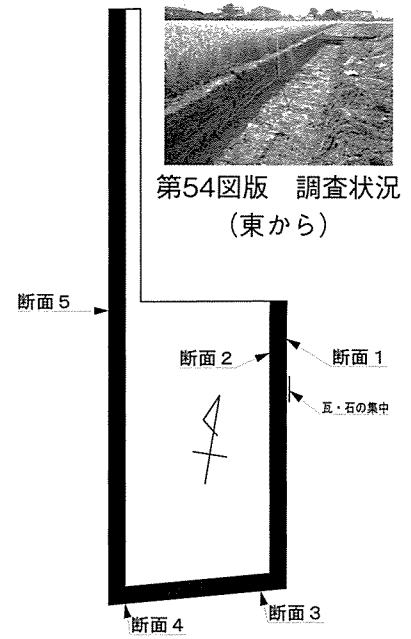 第54図版　調査状況
（東から）
断面５
断面２
断面１
瓦・石の集中
断面３
断面４